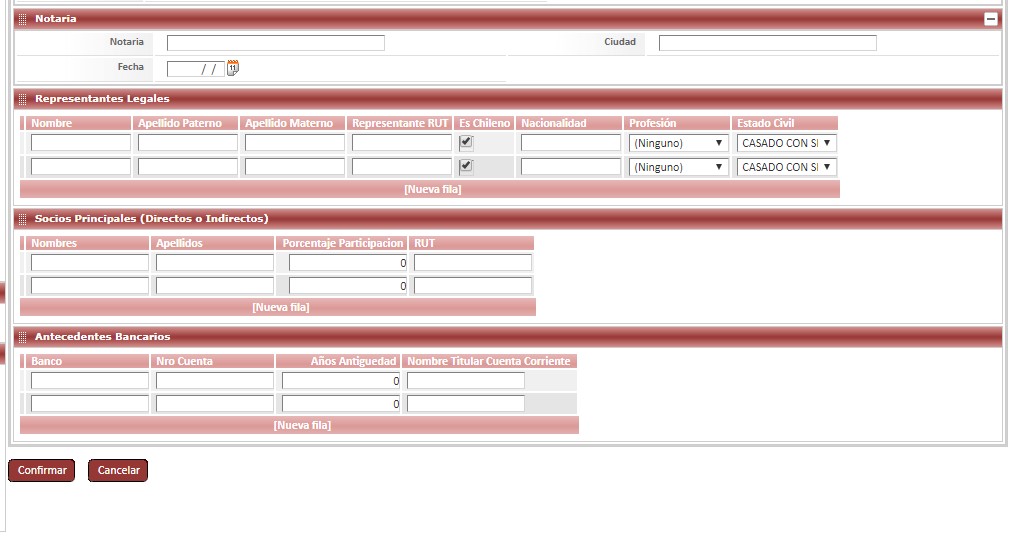 Notaria
Notaria Ciudad
Fecha / / 11
Representantes Legales
Nombre Apellido Paterno Apellido Materno Representante RUT Es Chileno Nacionalidad Profesión Estado Civil
(Ninguno) CASADO CON SI
(Ninguno) CASADO CON SI
[Nueva fila]
Socios Principales (Directos o Indirectos)
Nombres Apellidos Porcentaje Participacion RUT
0
0
[Nueva fila]
Antecedentes Bancarios
Banco Nro Cuenta Años Antiguedad Nombre Titular Cuenta Corriente
0
0
[Nueva fila]
Confirmar Cancelar